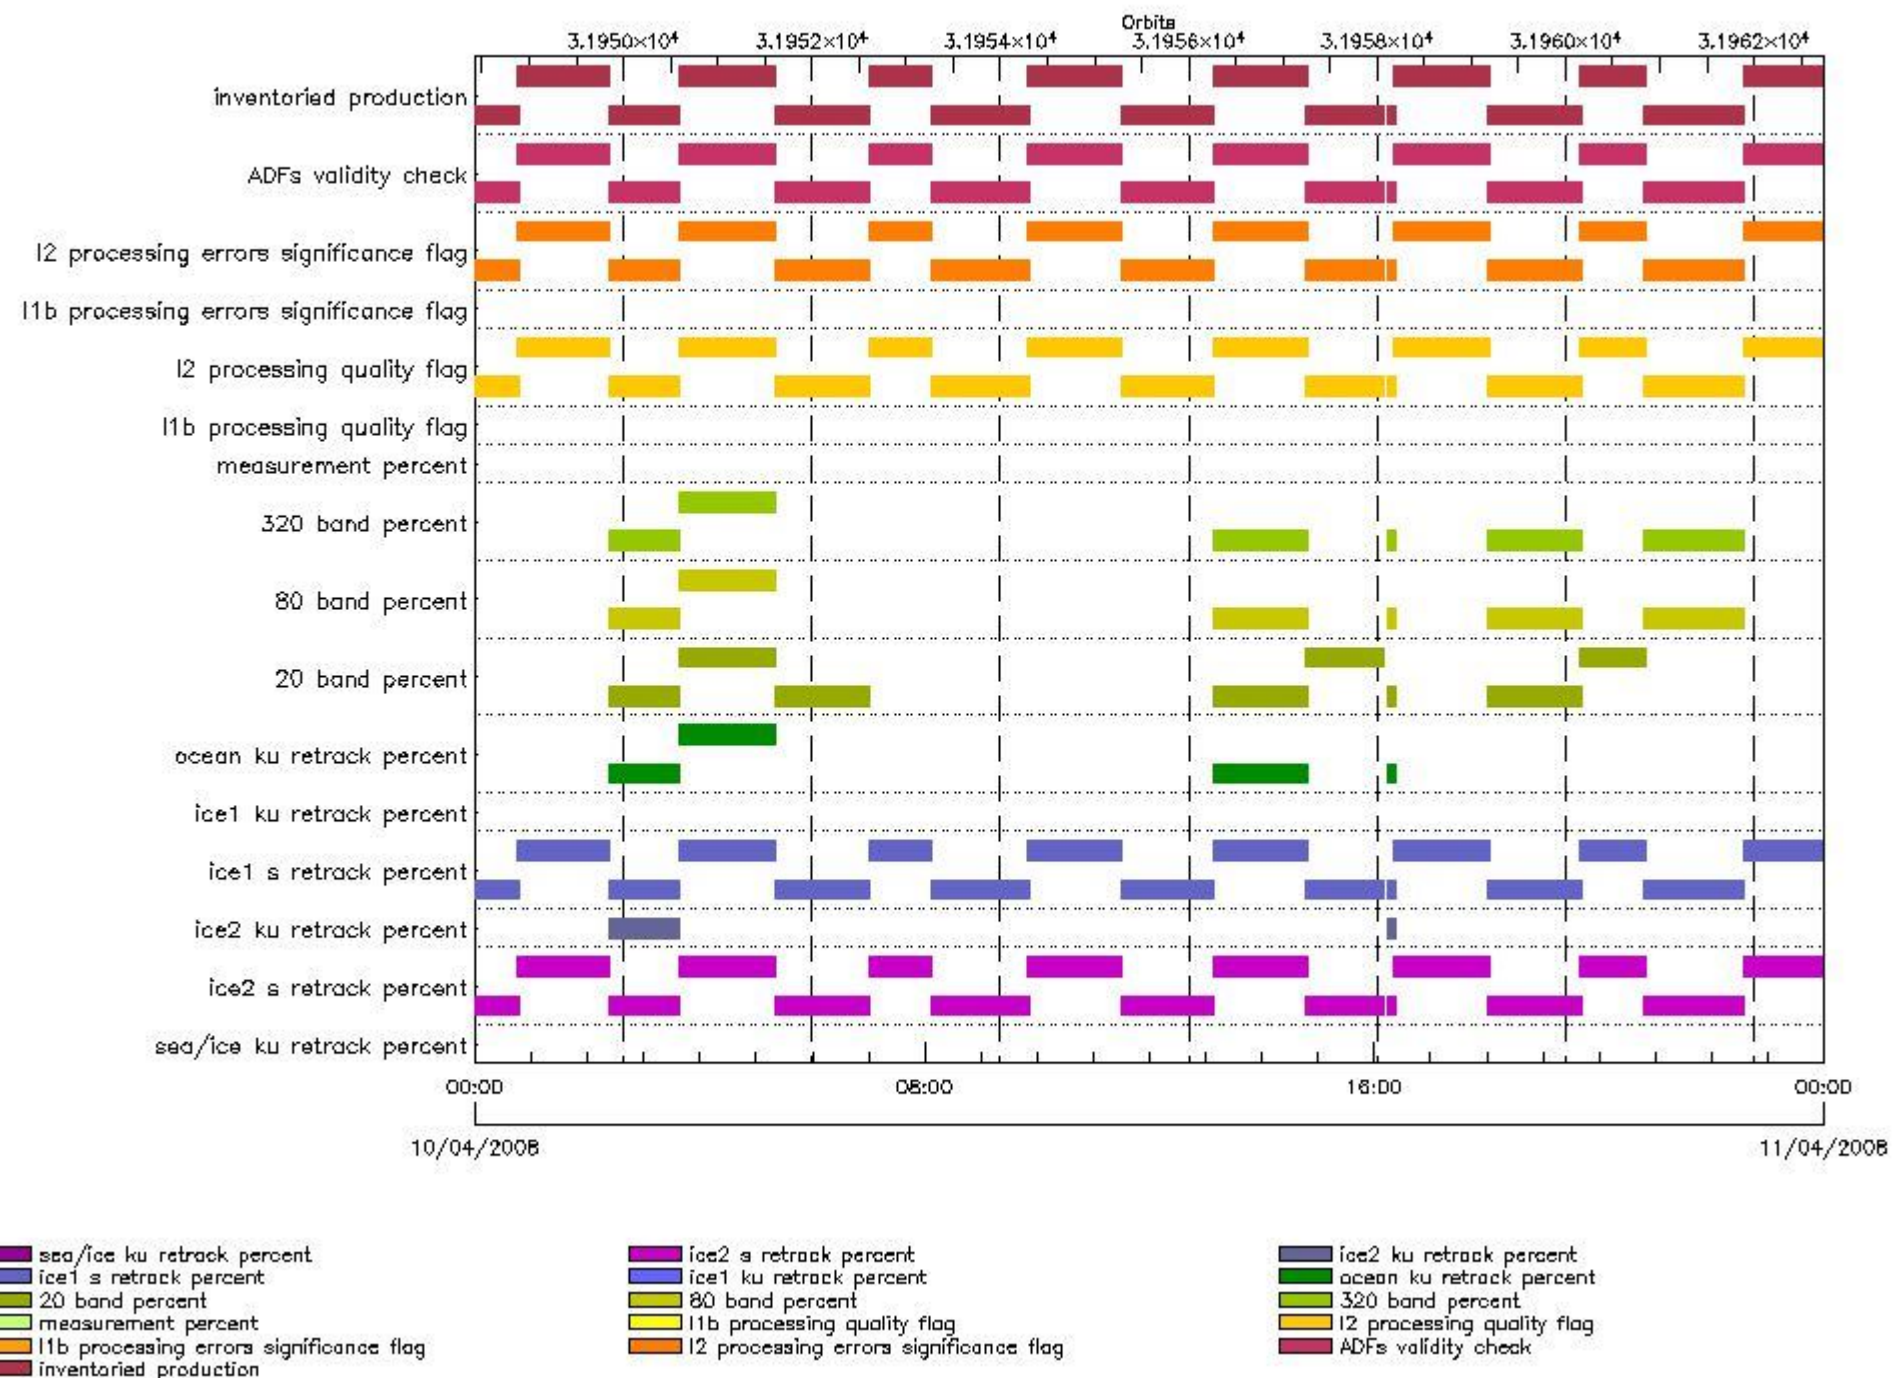 Orbits
3.1950×10⁴ 3.1952×10⁴ 3.1954×10⁴ 3.1956×10⁴ 3.1958×10⁴ 3.1960×10⁴ 3.1962×10⁴
inventoried production
ADFs validity check
l2 processing errors significance flag
l1b processing errors significance flag
l2 processing quality flag
l1b processing quality flag
measurement percent
320 band percent
80 band percent
20 band percent
ocean ku retrack percent
ice1 ku retrack percent
ice1 s retrack percent
ice2 ku retrack percent
ice2 s retrack percent
sea/ice ku retrack percent
00:00 08:00 16:00 00:00
10/04/2008 11/04/2008
sea/ice ku retrack percent ice2 s retrack percent ice2 ku retrack percent
ice1 s retrack percent ice1 ku retrack percent ocean ku retrack percent
20 band percent 80 band percent 320 band percent
measurement percent l1b processing quality flag l2 processing quality flag
l1b processing errors significance flag l2 processing errors significance flag ADFs validity check
inventoried production